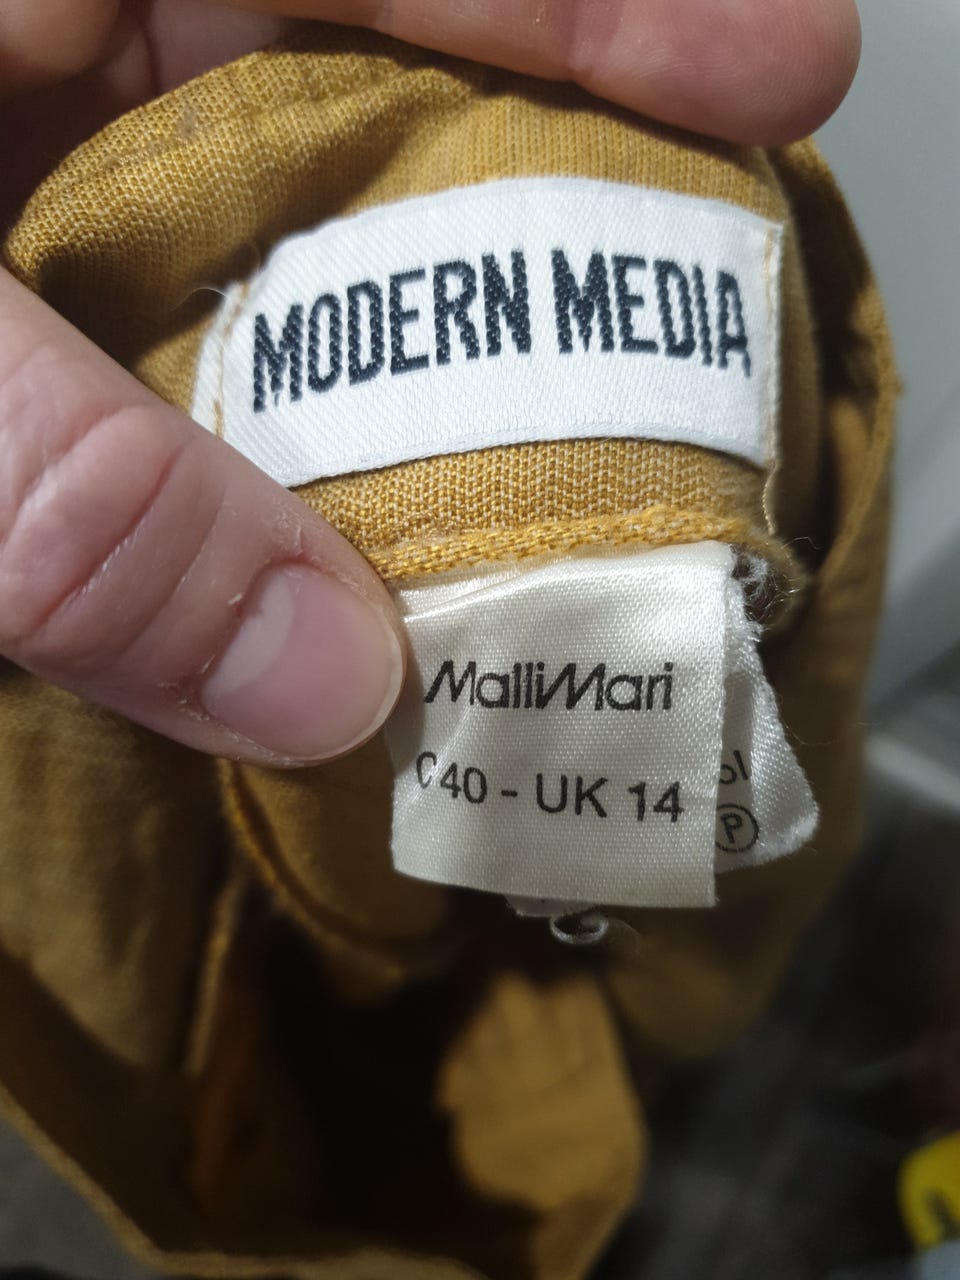 MODERN MEDIA
MalliMari
C40 - UK 14
P